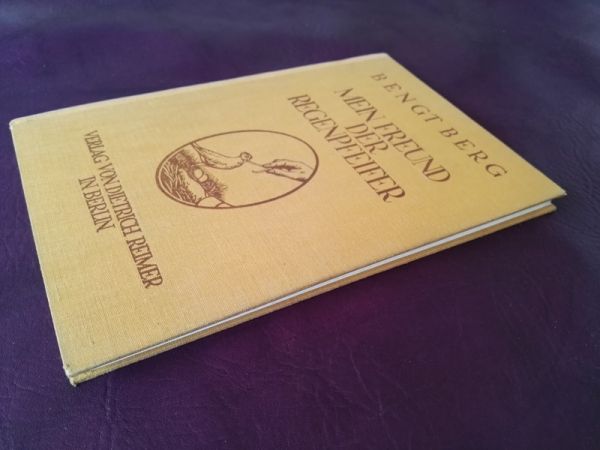 BENGT BERG
MEIN FREUND
DER
REGENPFEIFER
VERLAG VON DIETRICH REIMER
IN BERLIN